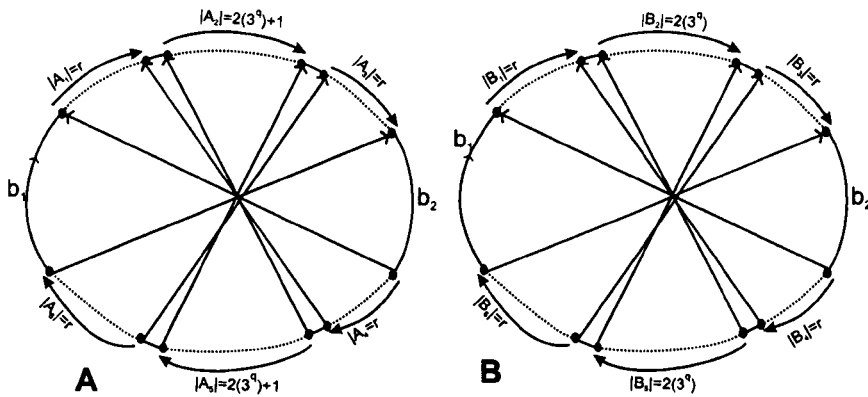 |A₂|=2(3^q)+1
|A₁|=r
|A₃|=r
b₁
b₂
|A₆|=r
|A₄|=r
|A₅|=2(3^q)+1
A
|B₂|=2(3^q)
|B₁|=r
|B₃|=r
b₁
b₂
|B₆|=r
|B₄|=r
|B₅|=2(3^q)
B